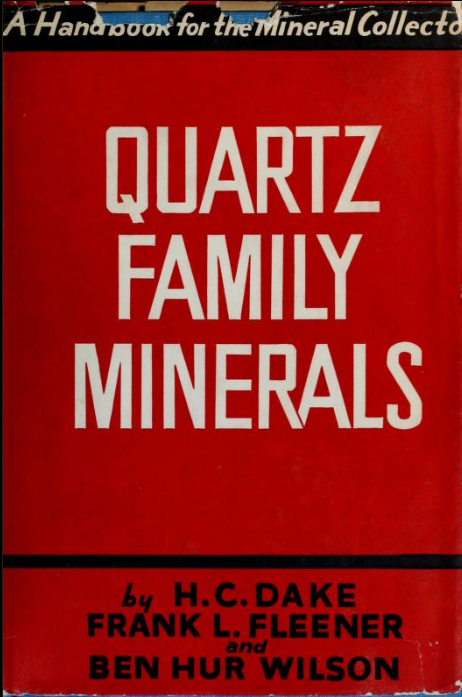 A Handbook for the Mineral Collecto
QUARTZ
FAMILY
MINERALS
by H.C. DAKE
FRANK L. FLEENER
and
BEN HUR WILSON